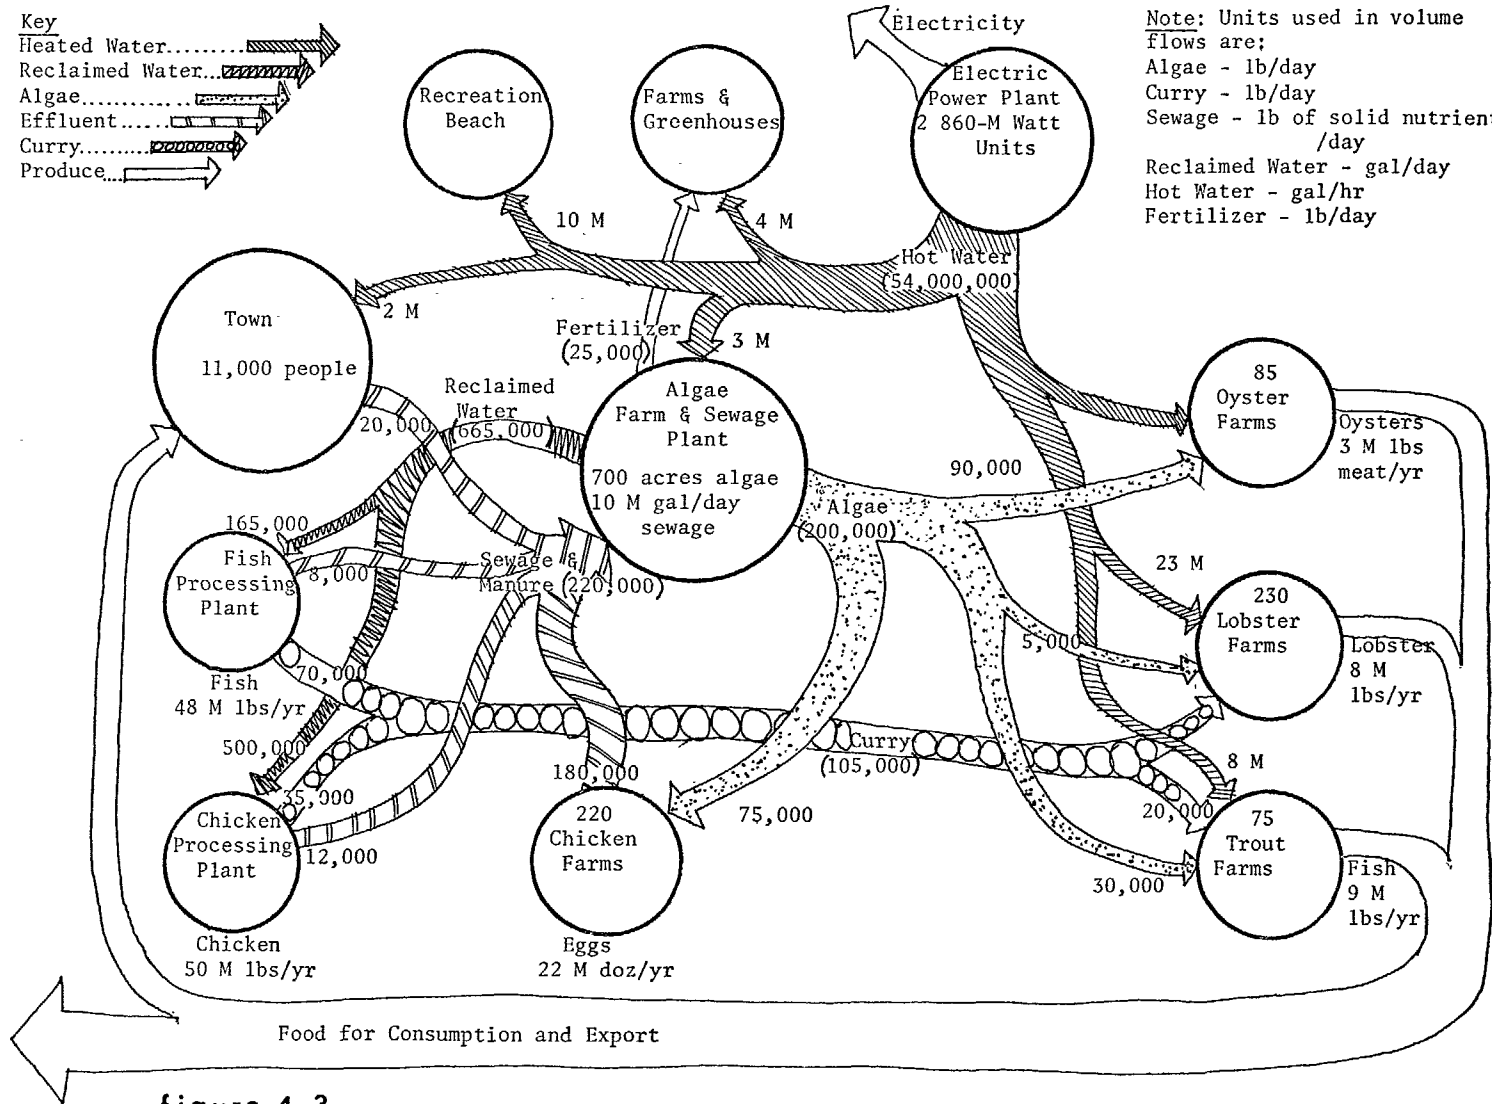 Key
Heated Water.........
Reclaimed Water...
Algae............
Effluent......
Curry.........
Produce....
Electricity
Note: Units used in volume
flows are:
Algae - lb/day
Curry - lb/day
Sewage - lb of solid nutrient
/day
Reclaimed Water - gal/day
Hot Water - gal/hr
Fertilizer - lb/day
Recreation
Beach
Farms &
Greenhouses
Electric
Power Plant
2 860-M Watt
Units
10 M
4 M
Hot Water
(54,000,000)
2 M
Town
11,000 people
Fertilizer
(25,000)
3 M
Reclaimed
Water
(665,000)
20,000
Algae
Farm & Sewage
Plant
700 acres algae
10 M gal/day
sewage
85
Oyster
Farms
Oysters
3 M lbs
meat/yr
90,000
Algae
(200,000)
165,000
Fish
Processing
Plant
8,000
Sewage &
Manure (220,000)
23 M
230
Lobster
Farms
5,000
Lobster
8 M
lbs/yr
70,000
Fish
48 M lbs/yr
500,000
Curry
(105,000)
8 M
35,000
180,000
20,000
Chicken
Processing
Plant
12,000
220
Chicken
Farms
75,000
75
Trout
Farms
30,000
Fish
9 M
lbs/yr
Chicken
50 M lbs/yr
Eggs
22 M doz/yr
Food for Consumption and Export
figure 4-3